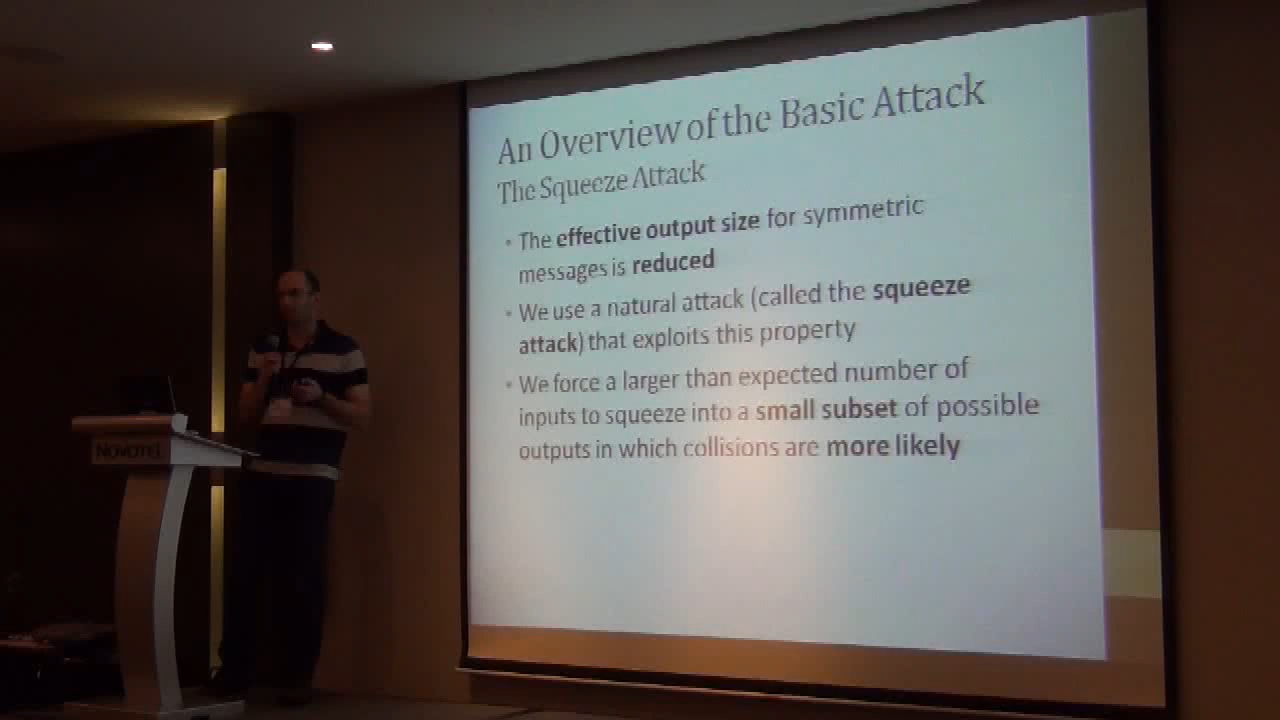 An Overview of the Basic Attack
The Squeeze Attack
• The effective output size for symmetric
messages is reduced
• We use a natural attack (called the squeeze
attack) that exploits this property
• We force a larger than expected number of
inputs to squeeze into a small subset of possible
outputs in which collisions are more likely
NOVOTEL